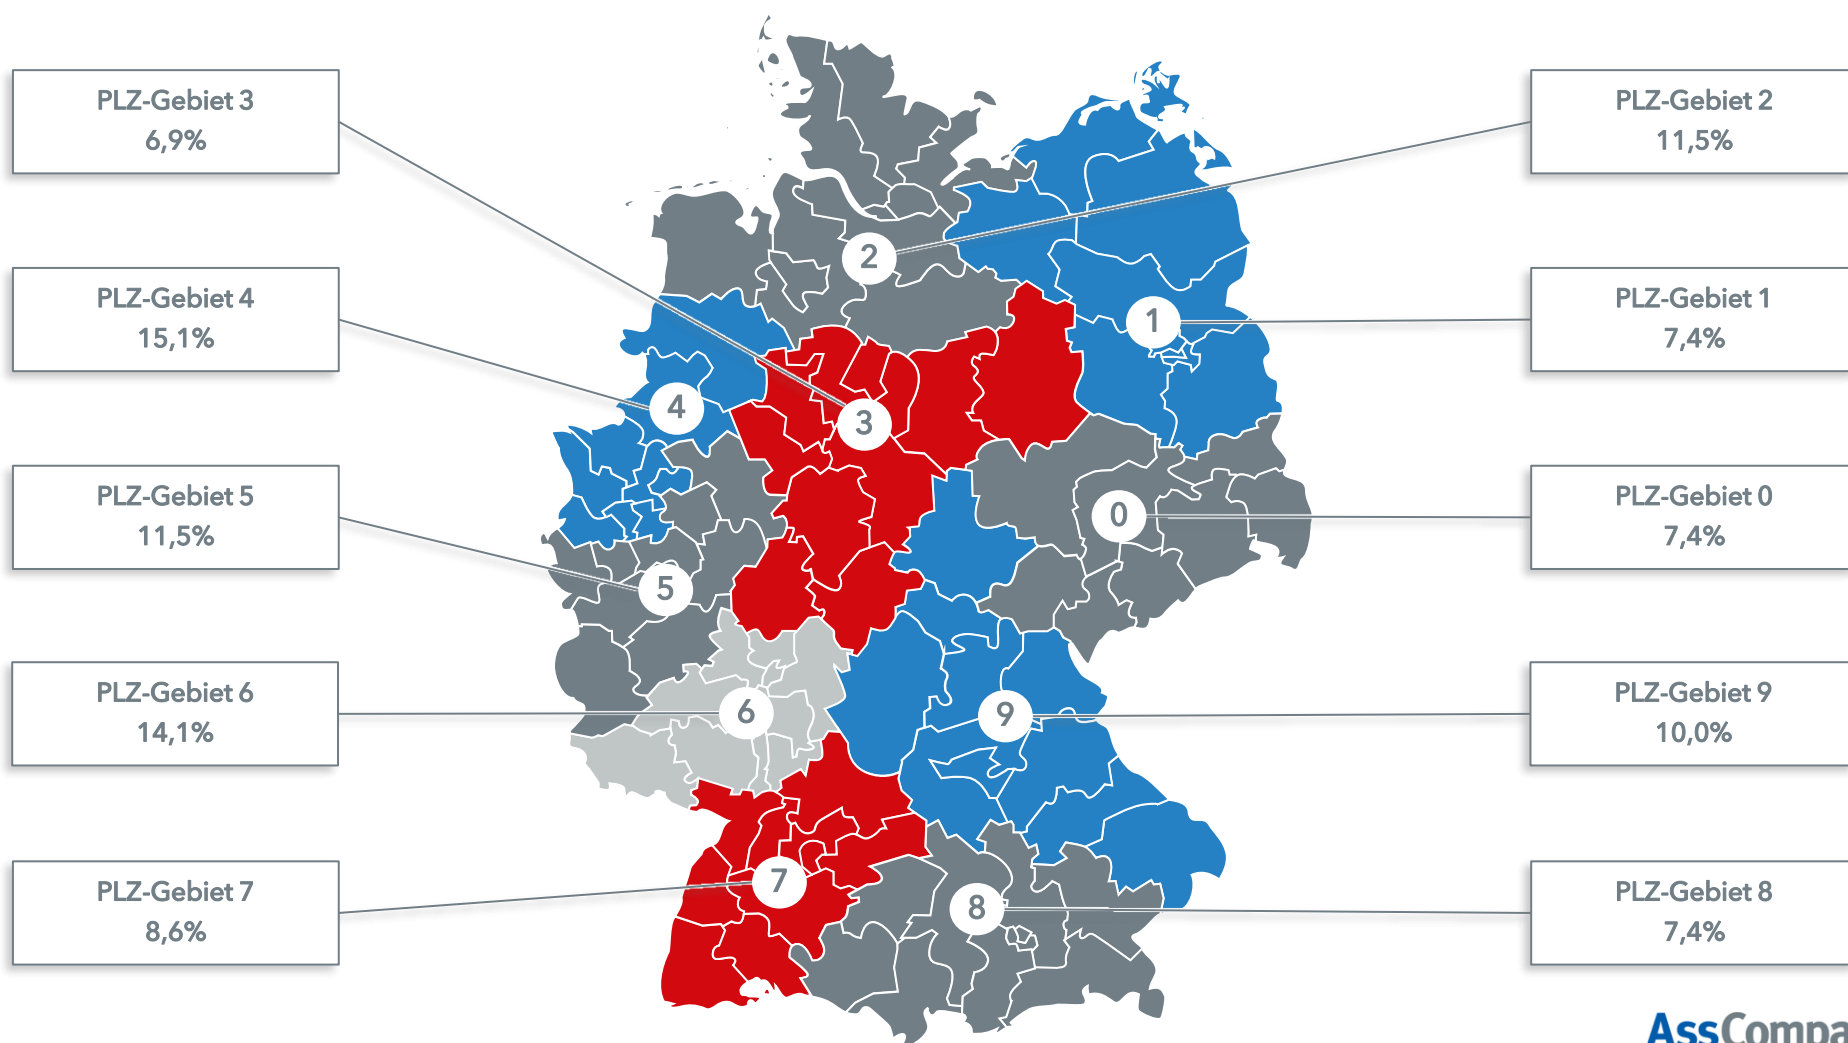 PLZ-Gebiet 3
6,9%
PLZ-Gebiet 4
15,1%
PLZ-Gebiet 5
11,5%
PLZ-Gebiet 6
14,1%
PLZ-Gebiet 7
8,6%
2
1
3
4
0
5
6
9
7
8
PLZ-Gebiet 2
11,5%
PLZ-Gebiet 1
7,4%
PLZ-Gebiet 0
7,4%
PLZ-Gebiet 9
10,0%
PLZ-Gebiet 8
7,4%
AssCompa